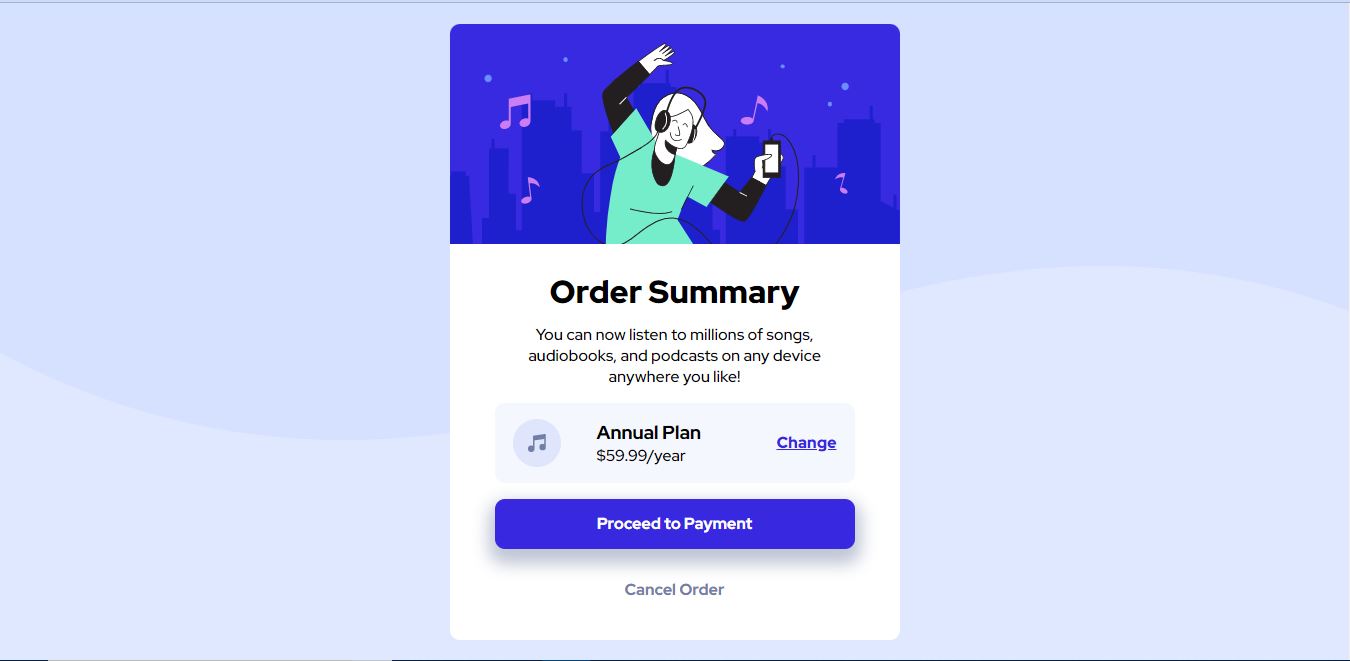 Order Summary
You can now listen to millions of songs,
audiobooks, and podcasts on any device
anywhere you like!
Annual Plan
$59.99/year
Change
Proceed to Payment
Cancel Order